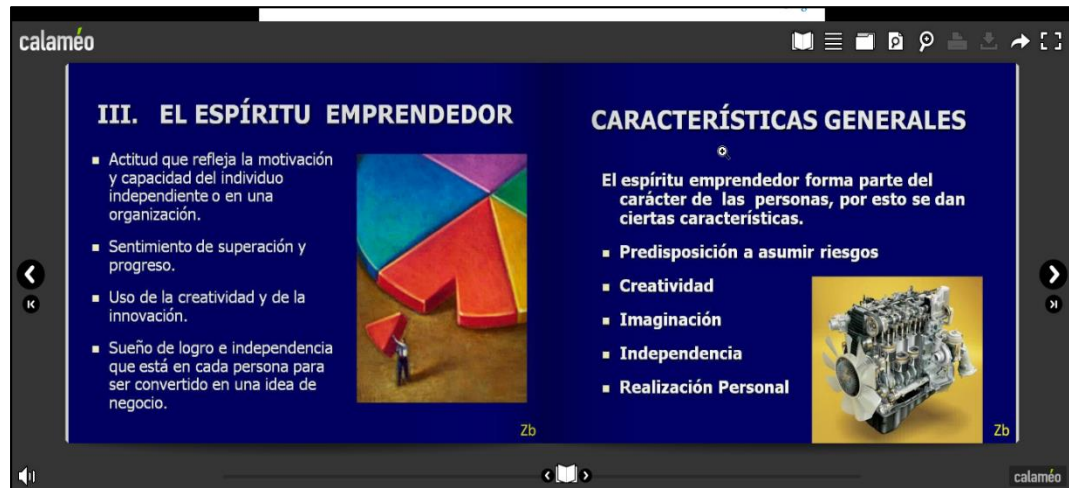 calaméo
III. EL ESPÍRITU EMPRENDEDOR
Actitud que refleja la motivación
y capacidad del individuo
independiente o en una
organización.
Sentimiento de superación y
progreso.
Uso de la creatividad y de la
innovación.
Sueño de logro e independencia
que está en cada persona para
ser convertido en una idea de
negocio.
Zb
CARACTERÍSTICAS GENERALES
El espíritu emprendedor forma parte del
carácter de las personas, por esto se dan
ciertas características.
Predisposición a asumir riesgos
Creatividad
Imaginación
Independencia
Realización Personal
Zb
calaméo